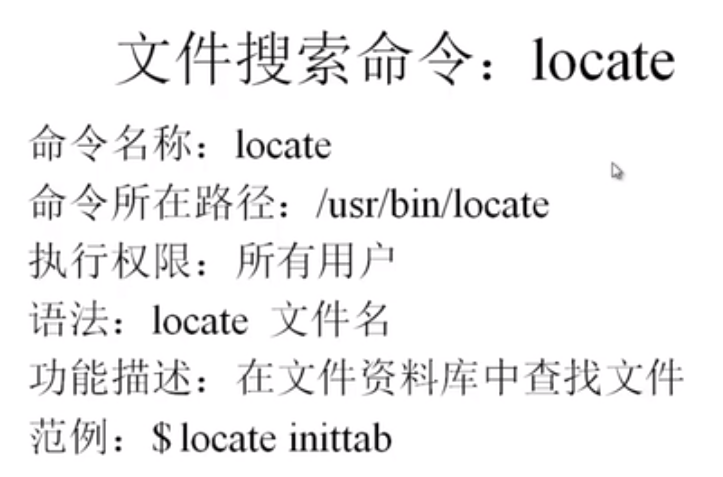 文件搜索命令：locate
命令名称：locate
命令所在路径：/usr/bin/locate
执行权限：所有用户
语法：locate 文件名
功能描述：在文件资料库中查找文件
范例：$ locate inittab